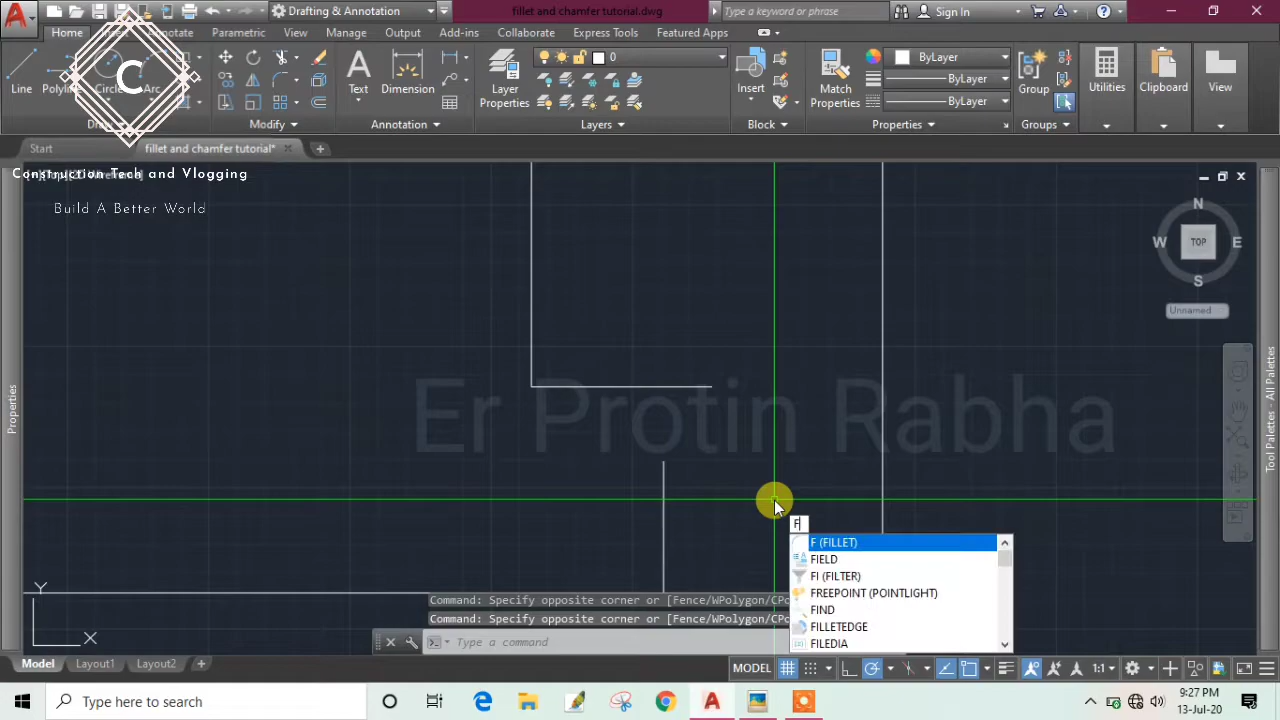 Drafting & Annotation
fillet and chamfer tutorial.dwg
Type a keyword or phrase
Sign In
Home
Annotate
Parametric
View
Manage
Output
Add-ins
Collaborate
Express Tools
Featured Apps
Line
Polyline
Circle
Arc
Text
Dimension
Layer
Properties
0
Insert
Match
Properties
ByLayer
ByLayer
ByLayer
Group
Utilities
Clipboard
View
Modify
Annotation
Layers
Block
Properties
Groups
C
Start
fillet and chamfer tutorial*
Construction Tech and Vlogging
Build A Better World
N
W
TOP
E
S
Unnamed
Er Protin Rabha
Properties
Tool Palettes - All Palettes
F
F (FILLET)
FIELD
FI (FILTER)
FREEPOINT (POINTLIGHT)
FIND
FILLETEDGE
FILEDIA
Y
X
Command: Specify opposite corner or [Fence/WPolygon/CPo
Command: Specify opposite corner or [Fence/WPolygon/CPo
Type a command
Model
Layout1
Layout2
MODEL
1:1
Type here to search
9:27 PM
13-Jul-20